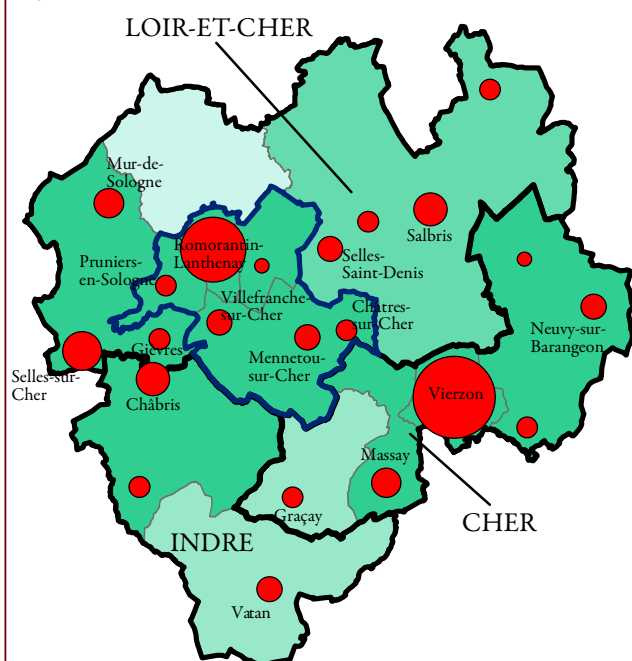 LOIR-ET-CHER
Mur-de-
Sologne
Romorantin-
Lanthenay
Salbris
Selles-
Saint-Denis
Pruniers-
en-Sologne
Villefranche-
sur-Cher
Chatres-
sur-Cher
Neuvy-sur-
Barangeon
Gièvres
Mennetou-
sur-Cher
Selles-sur-
Cher
Châbris
Vierzon
Massay
Graçay
CHER
INDRE
Vatan